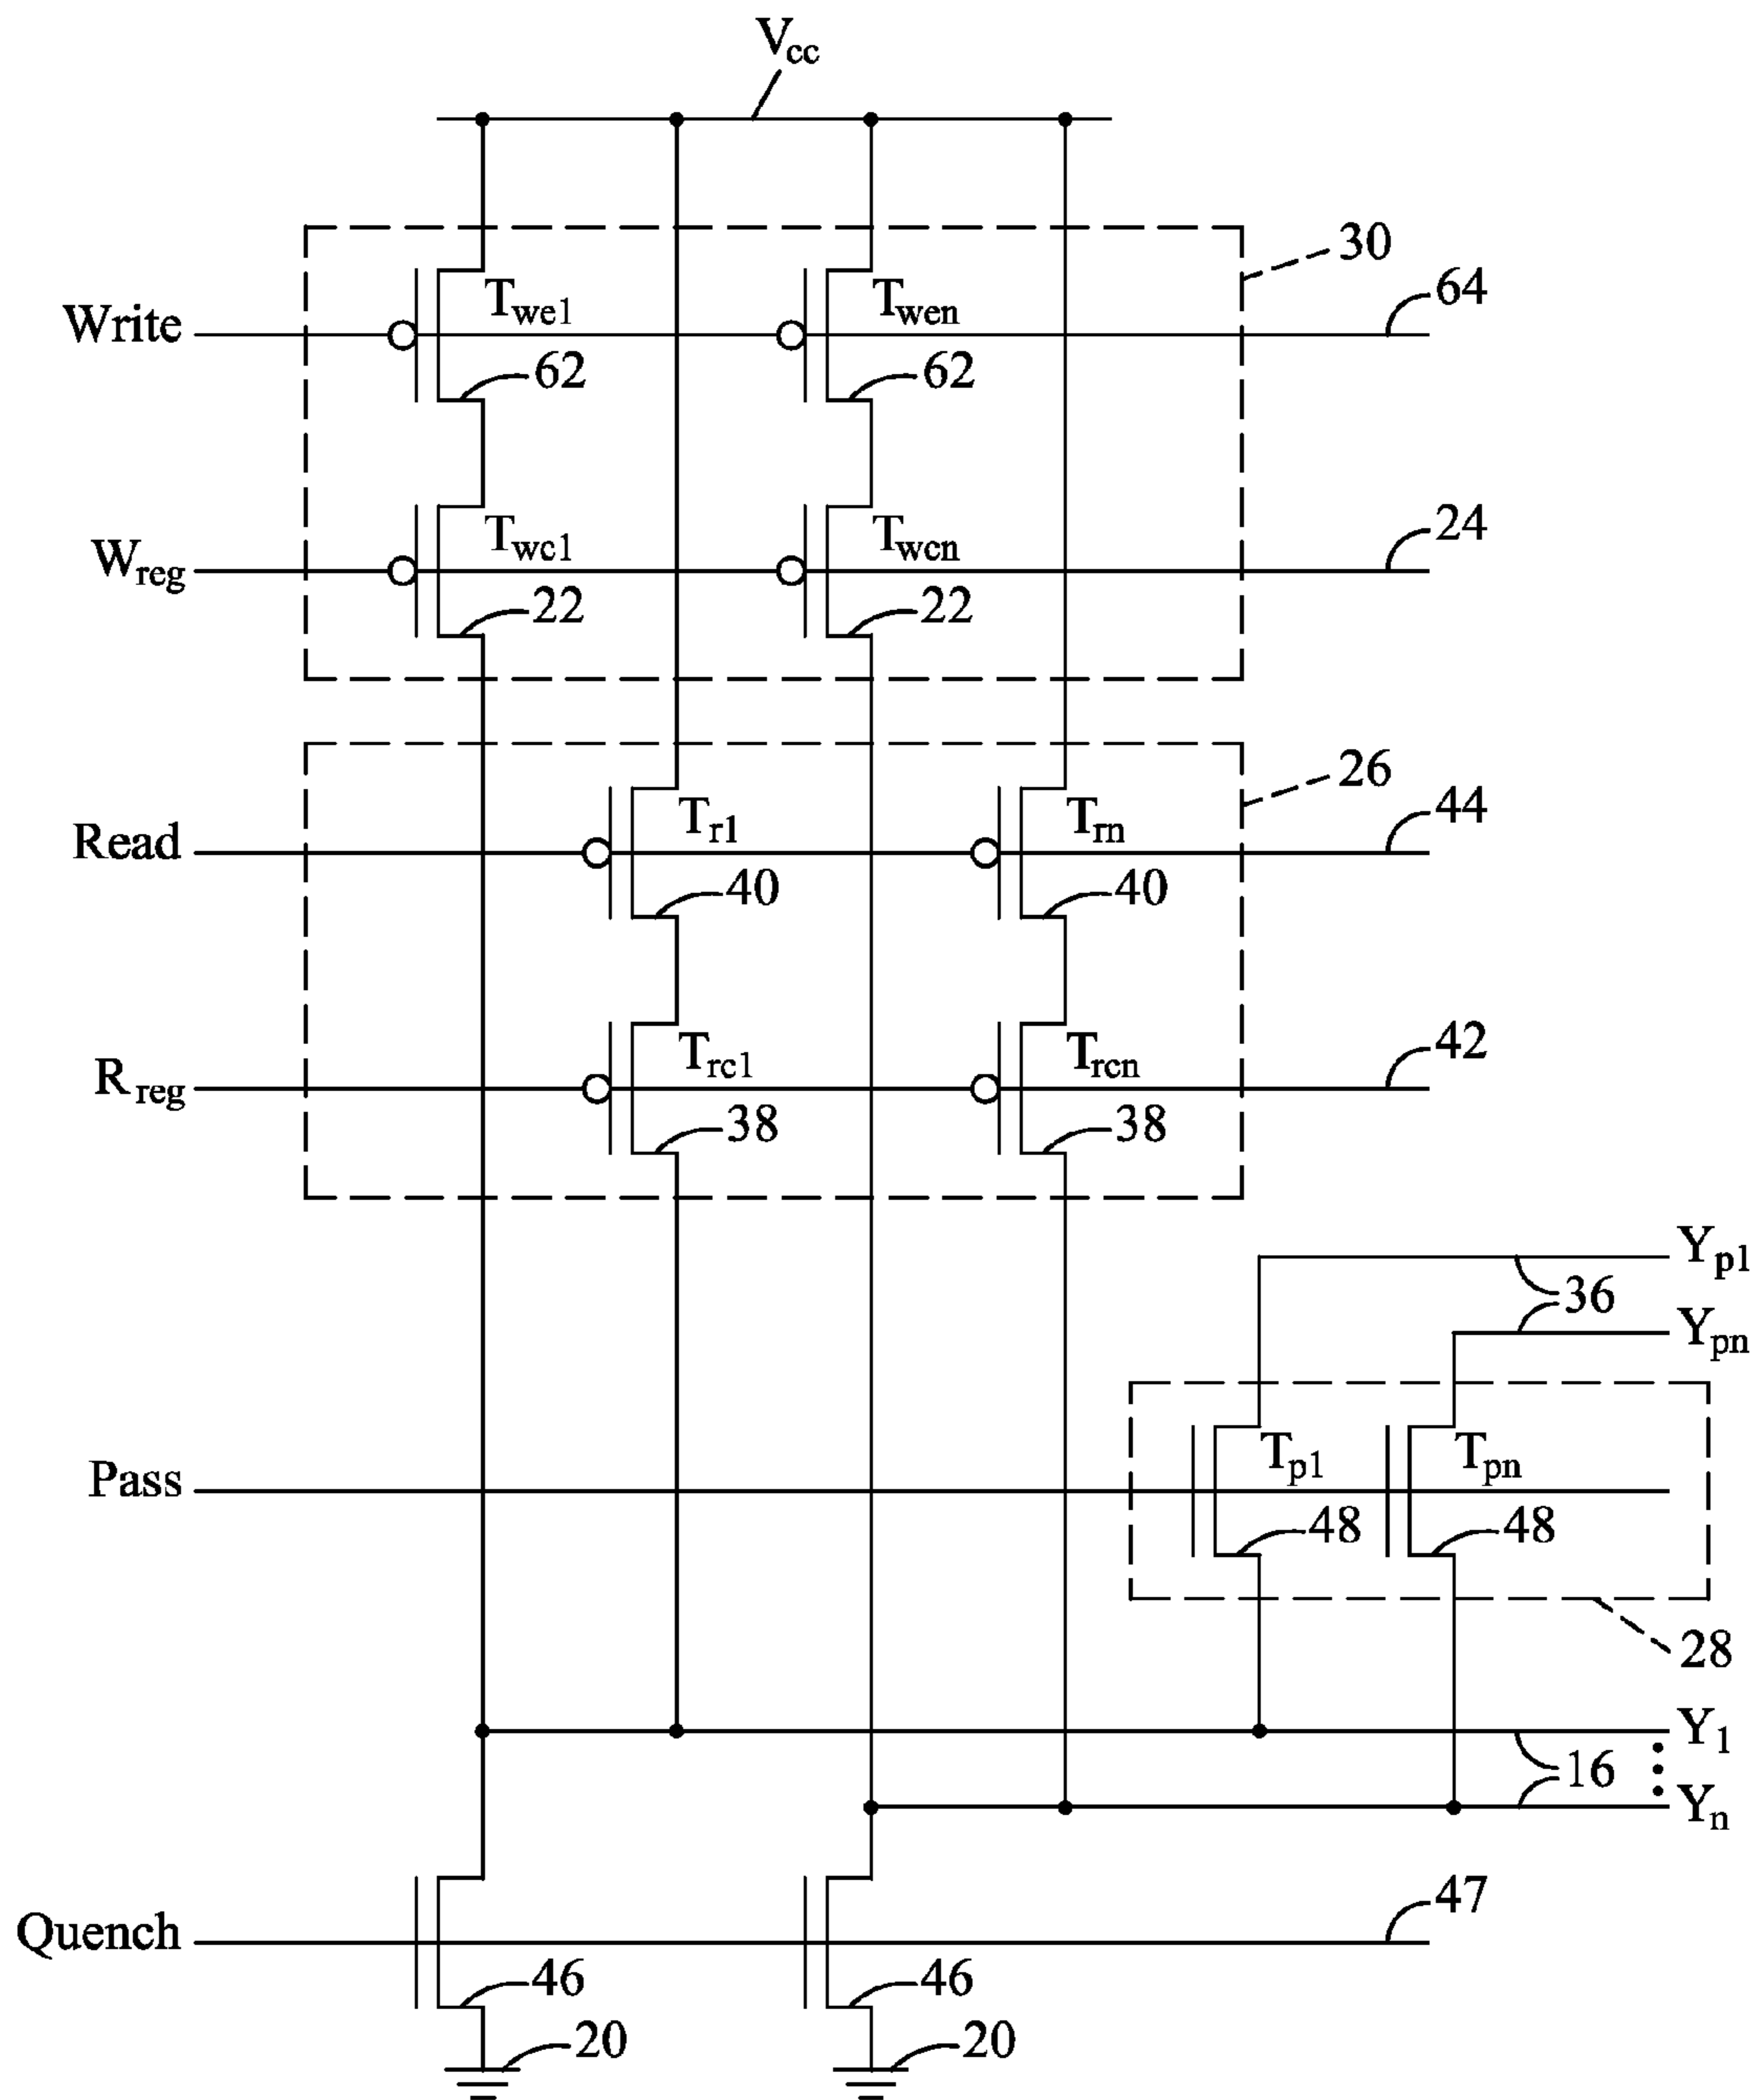 Vcc
30
Write
Twe1
Twen
64
62
62
Wreg
Twc1
Twcn
24
22
22
26
Read
Tr1
Trn
44
40
40
Rreg
Trc1
Trcn
42
38
38
Yp1
36
Ypn
Pass
Tp1
Tpn
48
48
28
Y1
16
Yn
Quench
47
46
46
20
20